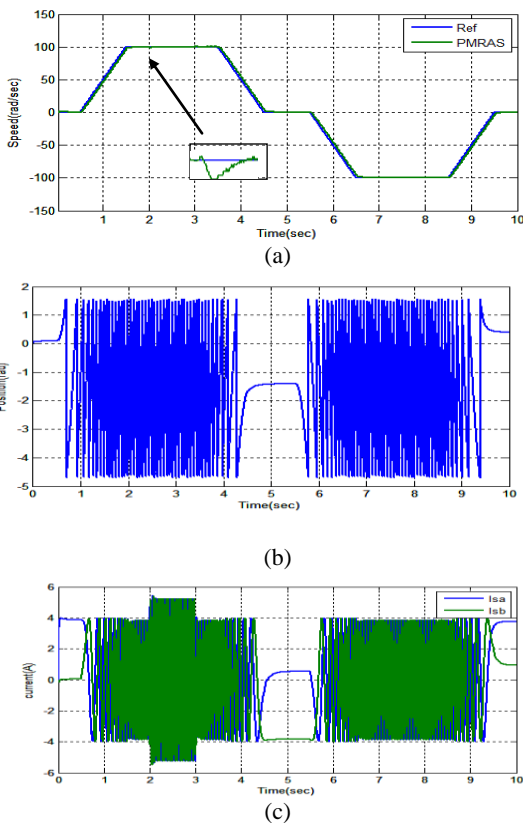 150
100
50
0
-50
-100
-150
Speed(rad/sec)
Ref
PMRAS
1 2 3 4 5 6 7 8 9 10
Time(sec)
(a)
2
1
0
-1
-2
-3
-4
-5
0 1 2 3 4 5 6 7 8 9 10
Time(sec)
(b)
6
4
2
0
-2
-4
-6
current(A)
Isa
Isb
0 1 2 3 4 5 6 7 8 9 10
Time(sec)
(c)